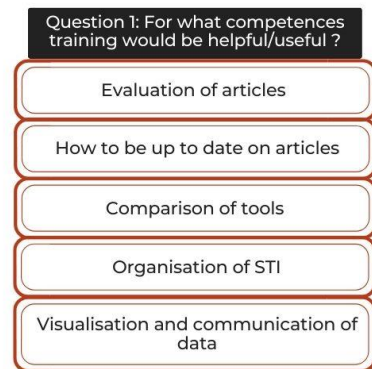 Question 1: For what competences
training would be helpful/useful ?
Evaluation of articles
How to be up to date on articles
Comparison of tools
Organisation of STI
Visualisation and communication of
data